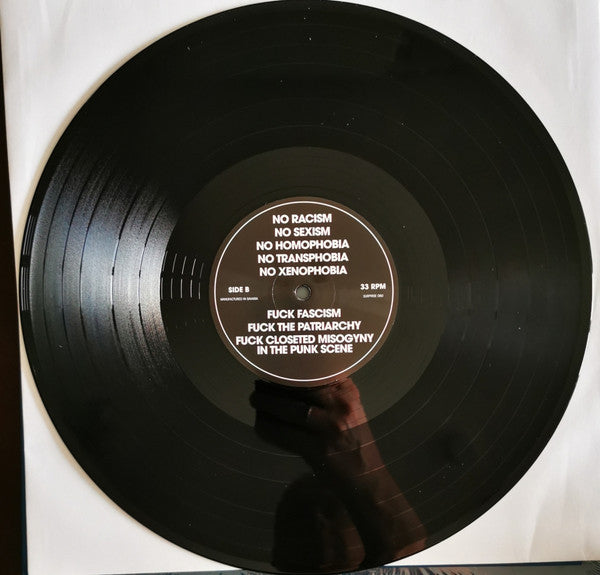 NO RACISM
NO SEXISM
NO HOMOPHOBIA
NO TRANSPHOBIA
NO XENOPHOBIA
SIDE B
33 RPM
MANUFACTURED IN CANADA
FUCK FASCISM
FUCK THE PATRIARCHY
FUCK CLOSETED MISOGYNY
IN THE PUNK SCENE